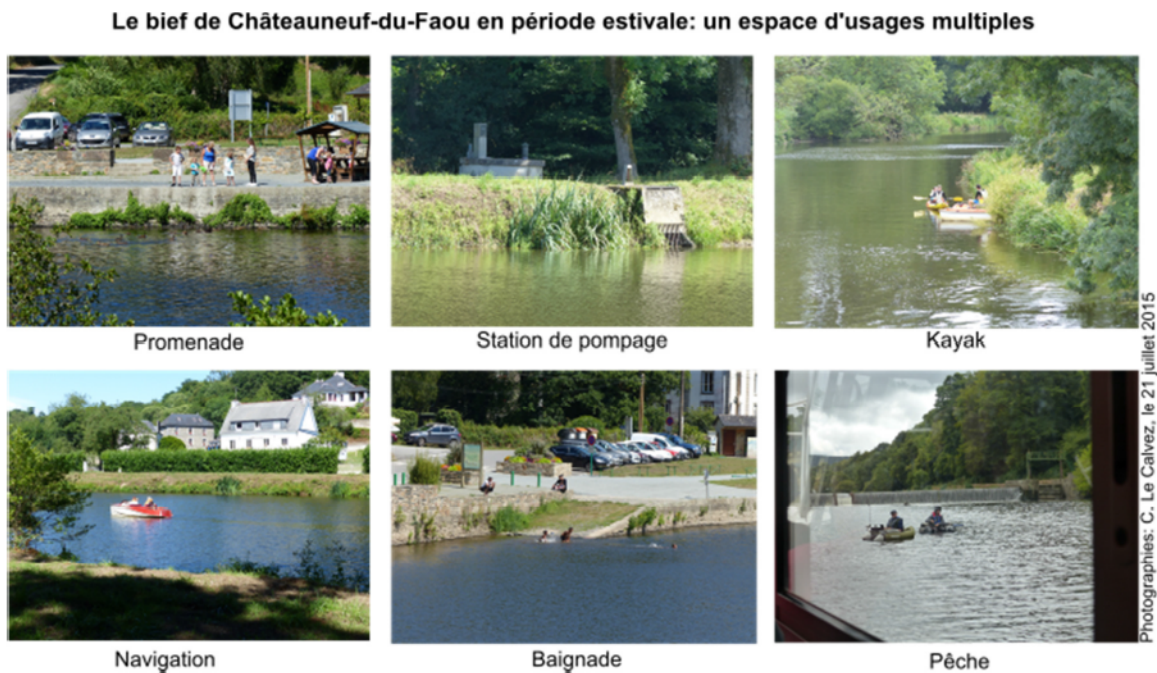 Le bief de Châteauneuf-du-Faou en période estivale: un espace d'usages multiples
Promenade
Station de pompage
Kayak
Navigation
Baignade
Pêche
Photographies: C. Le Calvez, le 21 juillet 2015